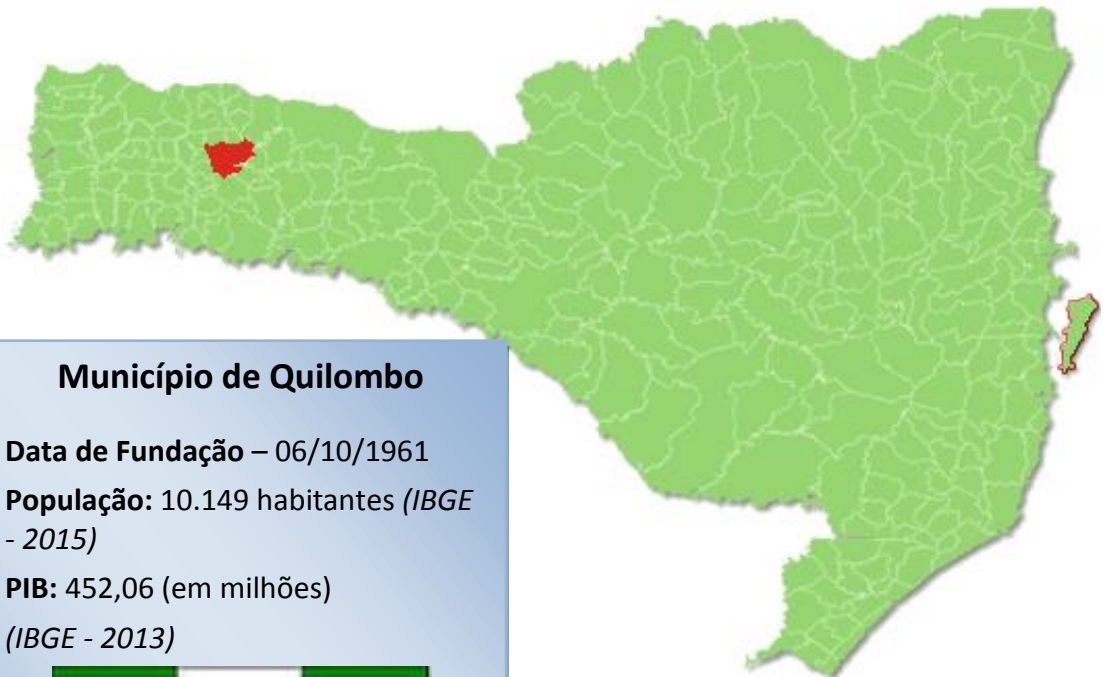 Município de Quilombo
Data de Fundação – 06/10/1961
População: 10.149 habitantes (IBGE
- 2015)
PIB: 452,06 (em milhões)
(IBGE - 2013)